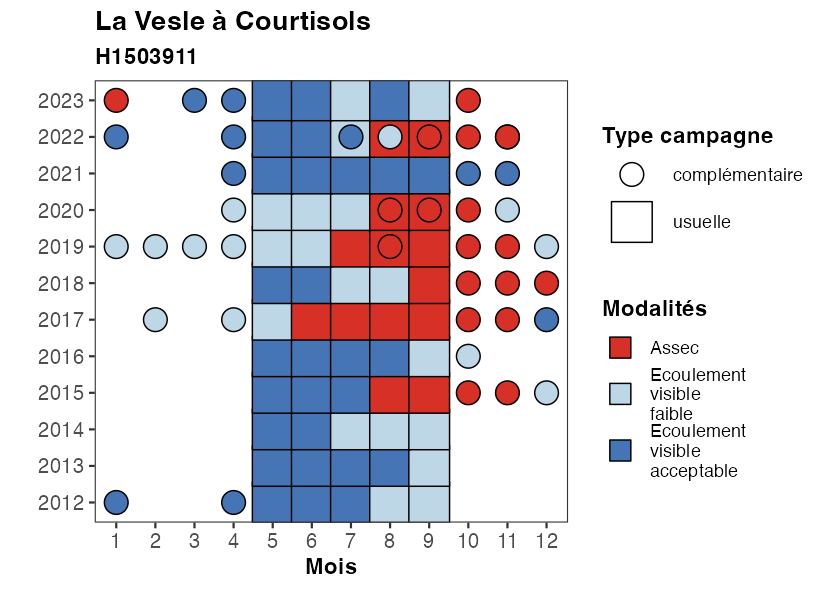 La Vesle à Courtisols
H1503911
2023
2022
2021
2020
2019
2018
2017
2016
2015
2014
2013
2012
1 2 3 4 5 6 7 8 9 10 11 12
Mois
Type campagne
complémentaire
usuelle
Modalités
Assec
Ecoulement
visible
faible
Ecoulement
visible
acceptable